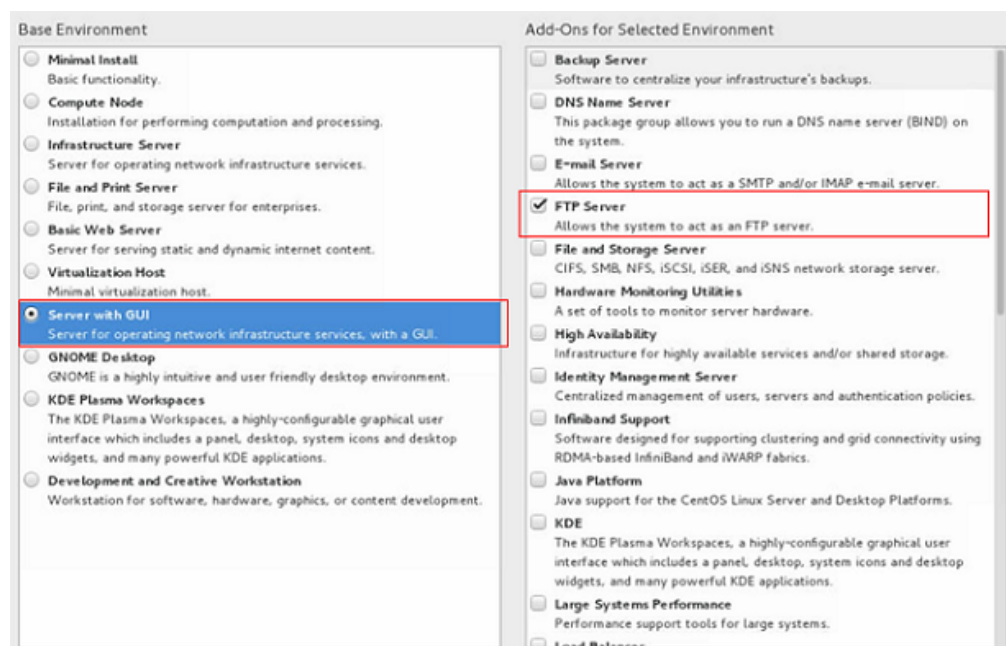 Base Environment
Minimal Install
Basic functionality.
Compute Node
Installation for performing computation and processing.
Infrastructure Server
Server for operating network infrastructure services.
File and Print Server
File, print, and storage server for enterprises.
Basic Web Server
Server for serving static and dynamic internet content.
Virtualization Host
Minimal virtualization host.
Server with GUI
Server for operating network infrastructure services, with a GUI.
GNOME Desktop
GNOME is a highly intuitive and user friendly desktop environment.
KDE Plasma Workspaces
The KDE Plasma Workspaces, a highly-configurable graphical user
interface which includes a panel, desktop, system icons and desktop
widgets, and many powerful KDE applications.
Development and Creative Workstation
Workstation for software, hardware, graphics, or content development.
Add-Ons for Selected Environment
Backup Server
Software to centralize your infrastructure's backups.
DNS Name Server
This package group allows you to run a DNS name server (BIND) on
the system.
E-mail Server
Allows the system to act as a SMTP and/or IMAP e-mail server.
FTP Server
Allows the system to act as an FTP server.
File and Storage Server
CIFS, SMB, NFS, iSCSI, iSER, and iSNS network storage server.
Hardware Monitoring Utilities
A set of tools to monitor server hardware.
High Availability
Infrastructure for highly available services and/or shared storage.
Identity Management Server
Centralized management of users, servers and authentication policies.
Infiniband Support
Software designed for supporting clustering and grid connectivity using
RDMA-based InfiniBand and iWARP fabrics.
Java Platform
Java support for the CentOS Linux Server and Desktop Platforms.
KDE
The KDE Plasma Workspaces, a highly-configurable graphical user
interface which includes a panel, desktop, system icons and desktop
widgets, and many powerful KDE applications.
Large Systems Performance
Performance support tools for large systems.